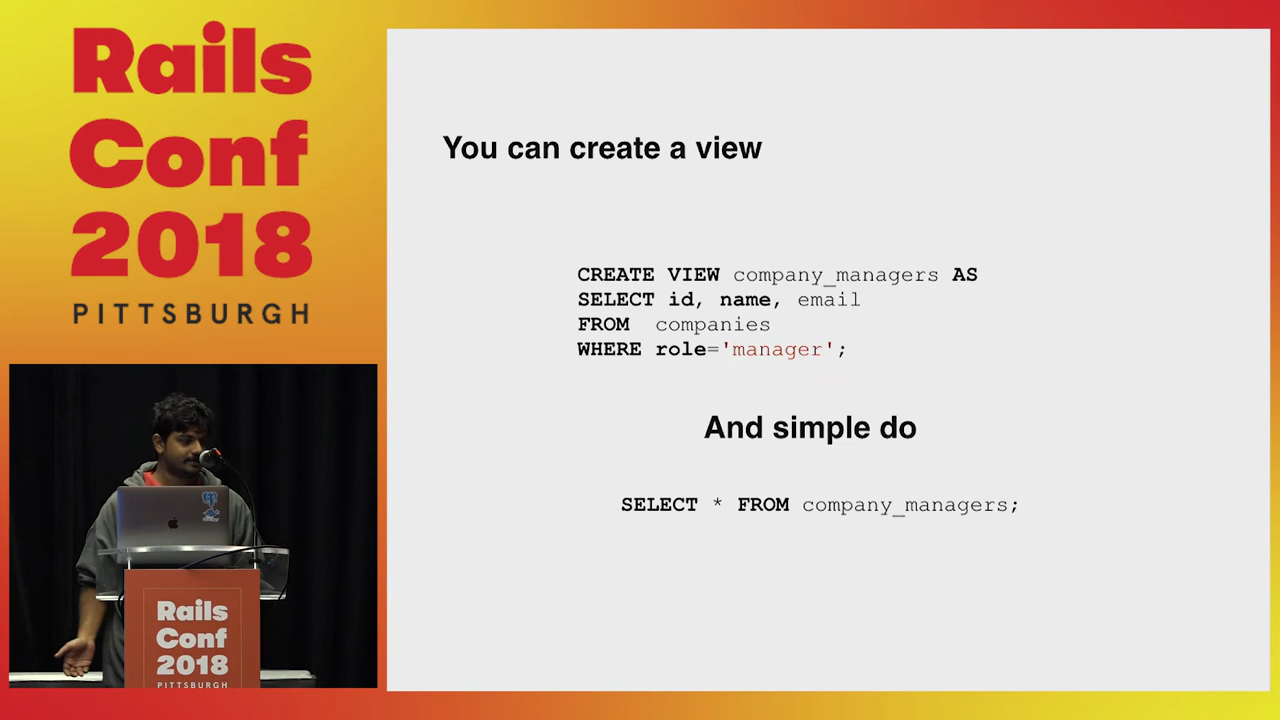 Rails
Conf
2018
PITTSBURGH
You can create a view
CREATE VIEW company_managers AS
SELECT id, name, email
FROM  companies
WHERE role='manager';
And simple do
SELECT * FROM company_managers;
Rails
Conf
2018
PITTSBURGH